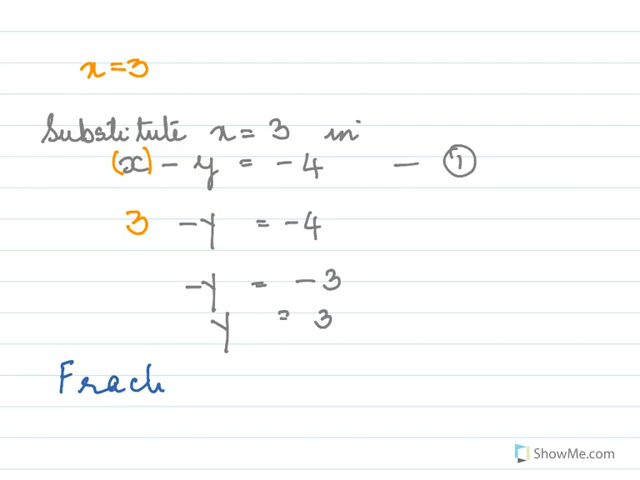 x = 3
Substitute x = 3 in
(x) - y = - 4 — ①
3 - y = - 4
- y = - 3
y = 3
Frach
ShowMe.com